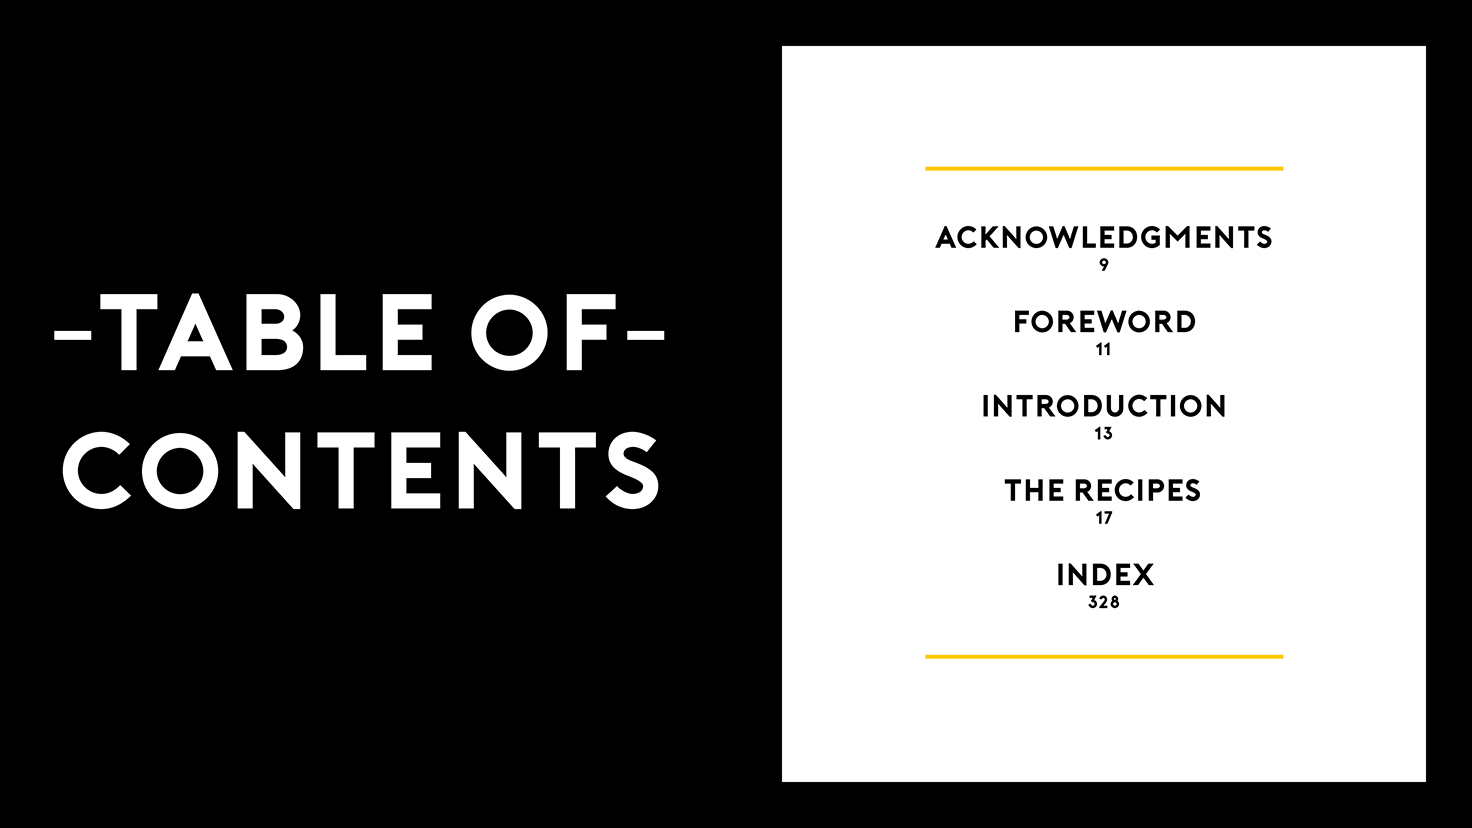 -TABLE OF-
CONTENTS
ACKNOWLEDGMENTS
9
FOREWORD
11
INTRODUCTION
13
THE RECIPES
17
INDEX
328